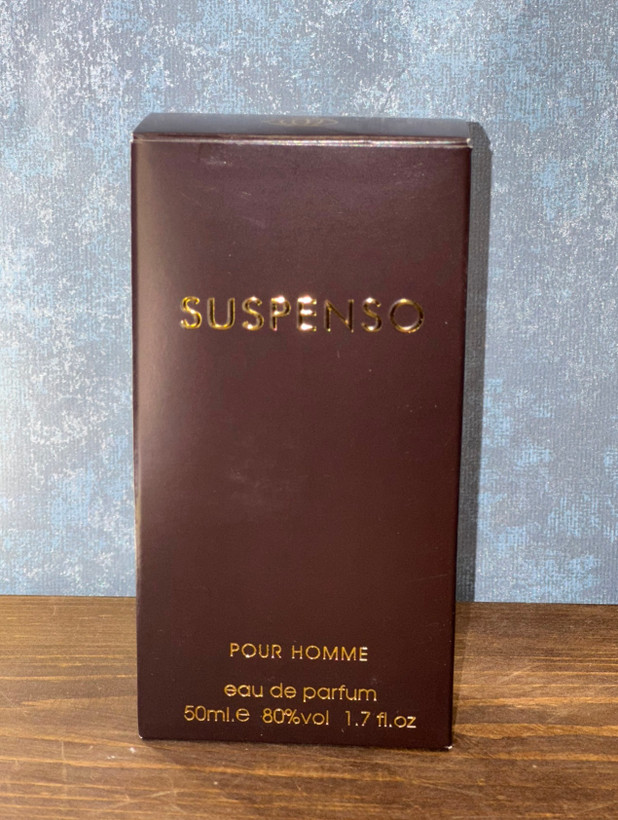 SUSPENSO
POUR HOMME
eau de parfum
50ml.e 80%vol 1.7 fl.oz